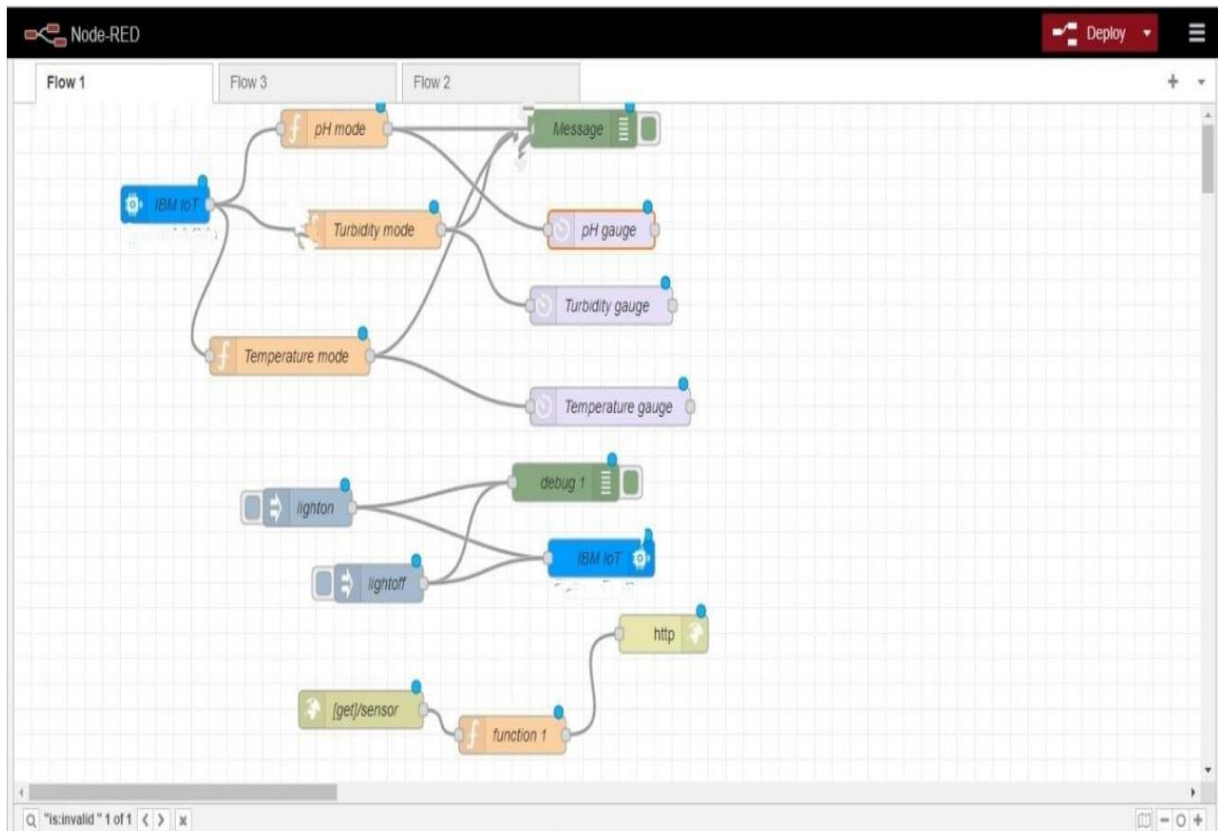 Node-RED
Deploy
Flow 1
Flow 3
Flow 2
pH mode
Message
IBM IoT
Turbidity mode
pH gauge
Turbidity gauge
Temperature mode
Temperature gauge
debug 1
lighton
IBM IoT
lightoff
http
[get]/sensor
function 1
"is:invalid " 1 of 1